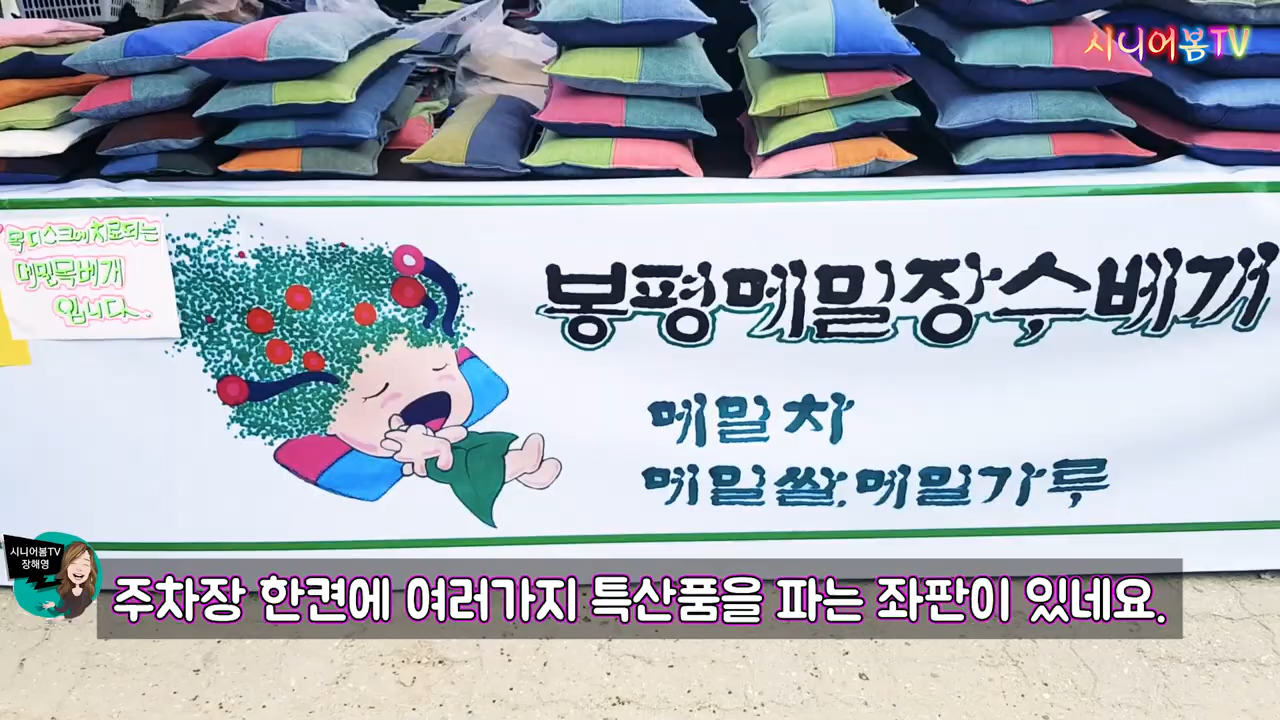 시니어봄TV
목디스크에치료되는
메밀목베개
입니다.
봉평메밀장수베개
메밀차
메밀쌀.메밀가루
시니어봄TV
장해영
주차장 한켠에 여러가지 특산품을 파는 좌판이 있네요.